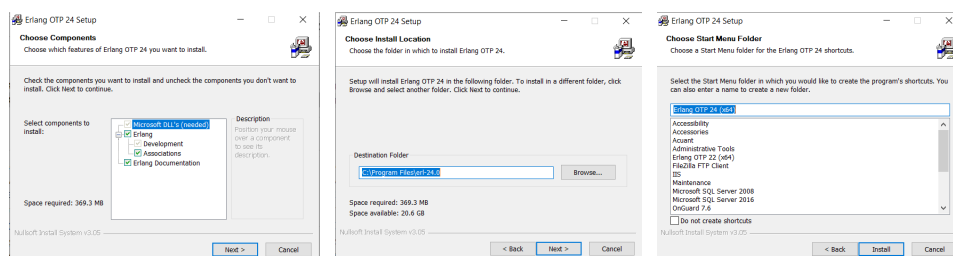 Erlang OTP 24 Setup
Choose Components
Choose which features of Erlang OTP 24 you want to install.
Check the components you want to install and uncheck the components you don't want to
install. Click Next to continue.
Select components to
install:
Microsoft DLL's (needed)
Erlang
Development
Associations
Erlang Documentation
Description
Position your mouse
over a component
to see its
description.
Space required: 369.3 MB
Nullsoft Install System v3.05
Next >
Cancel
Erlang OTP 24 Setup
Choose Install Location
Choose the folder in which to install Erlang OTP 24.
Setup will install Erlang OTP 24 in the following folder. To install in a different folder, click
Browse and select another folder. Click Next to continue.
Destination Folder
C:\Program Files\erl-24.0
Browse...
Space required: 369.3 MB
Space available: 20.6 GB
Nullsoft Install System v3.05
< Back
Next >
Cancel
Erlang OTP 24 Setup
Choose Start Menu Folder
Choose a Start Menu folder for the Erlang OTP 24 shortcuts.
Select the Start Menu folder in which you would like to create the program's shortcuts. You
can also enter a name to create a new folder.
Erlang OTP 24 (x64)
Accessibility
Accessories
Acuant
Administrative Tools
Erlang OTP 22 (x64)
FileZilla FTP Client
IIS
Maintenance
Microsoft SQL Server 2008
Microsoft SQL Server 2016
OnGuard 7.6
Do not create shortcuts
Nullsoft Install System v3.05
< Back
Install
Cancel